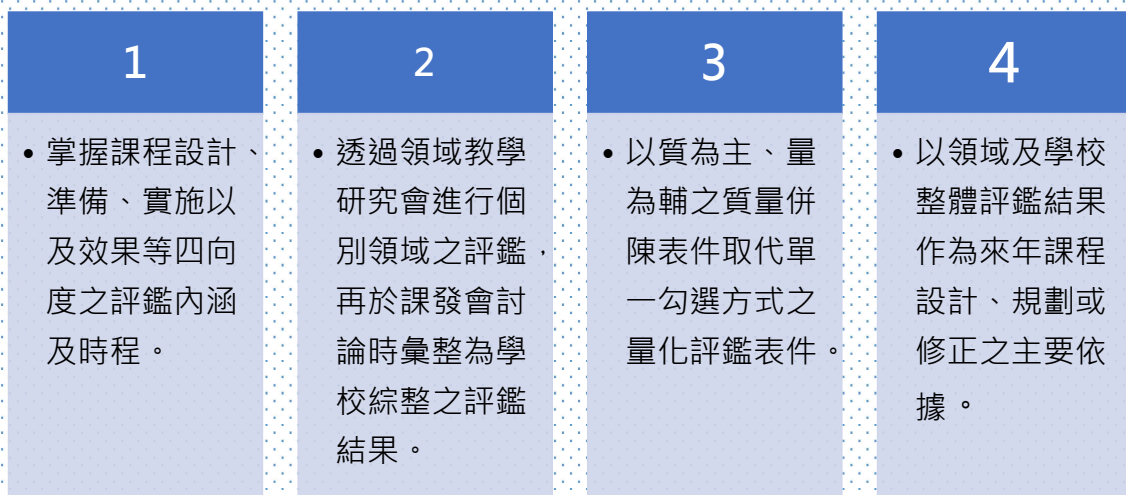 1
• 掌握課程設計、
準備、實施以
及效果等四向
度之評鑑內涵
及時程。
2
• 透過領域教學
研究會進行個
別領域之評鑑，
再於課發會討
論時彙整為學
校綜整之評鑑
結果。
3
• 以質為主、量
為輔之質量併
陳表件取代單
一勾選方式之
量化評鑑表件。
4
• 以領域及學校
整體評鑑結果
作為來年課程
設計、規劃或
修正之主要依
據。